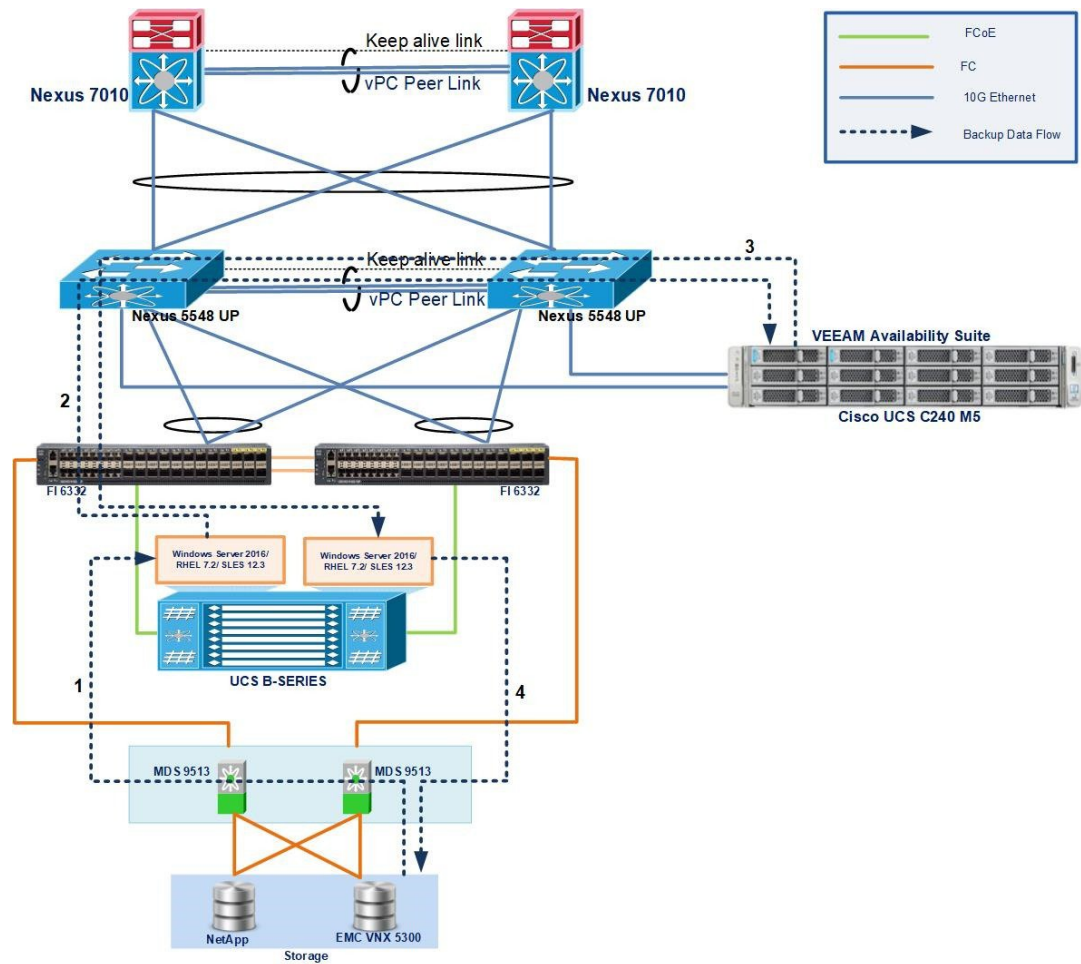 Keep alive link
vPC Peer Link
Nexus 7010
Nexus 7010
FCoE
FC
10G Ethernet
Backup Data Flow
Keep alive link
vPC Peer Link
3
Nexus 5548 UP
Nexus 5548 UP
VEEAM Availability Suite
Cisco UCS C240 M5
2
FI 6332
FI 6332
Windows Server 2016/
RHEL 7.2/ SLES 12.3
Windows Server 2016/
RHEL 7.2/ SLES 12.3
1
UCS B-SERIES
4
MDS 9513
MDS 9513
NetApp
EMC VNX 5300
Storage